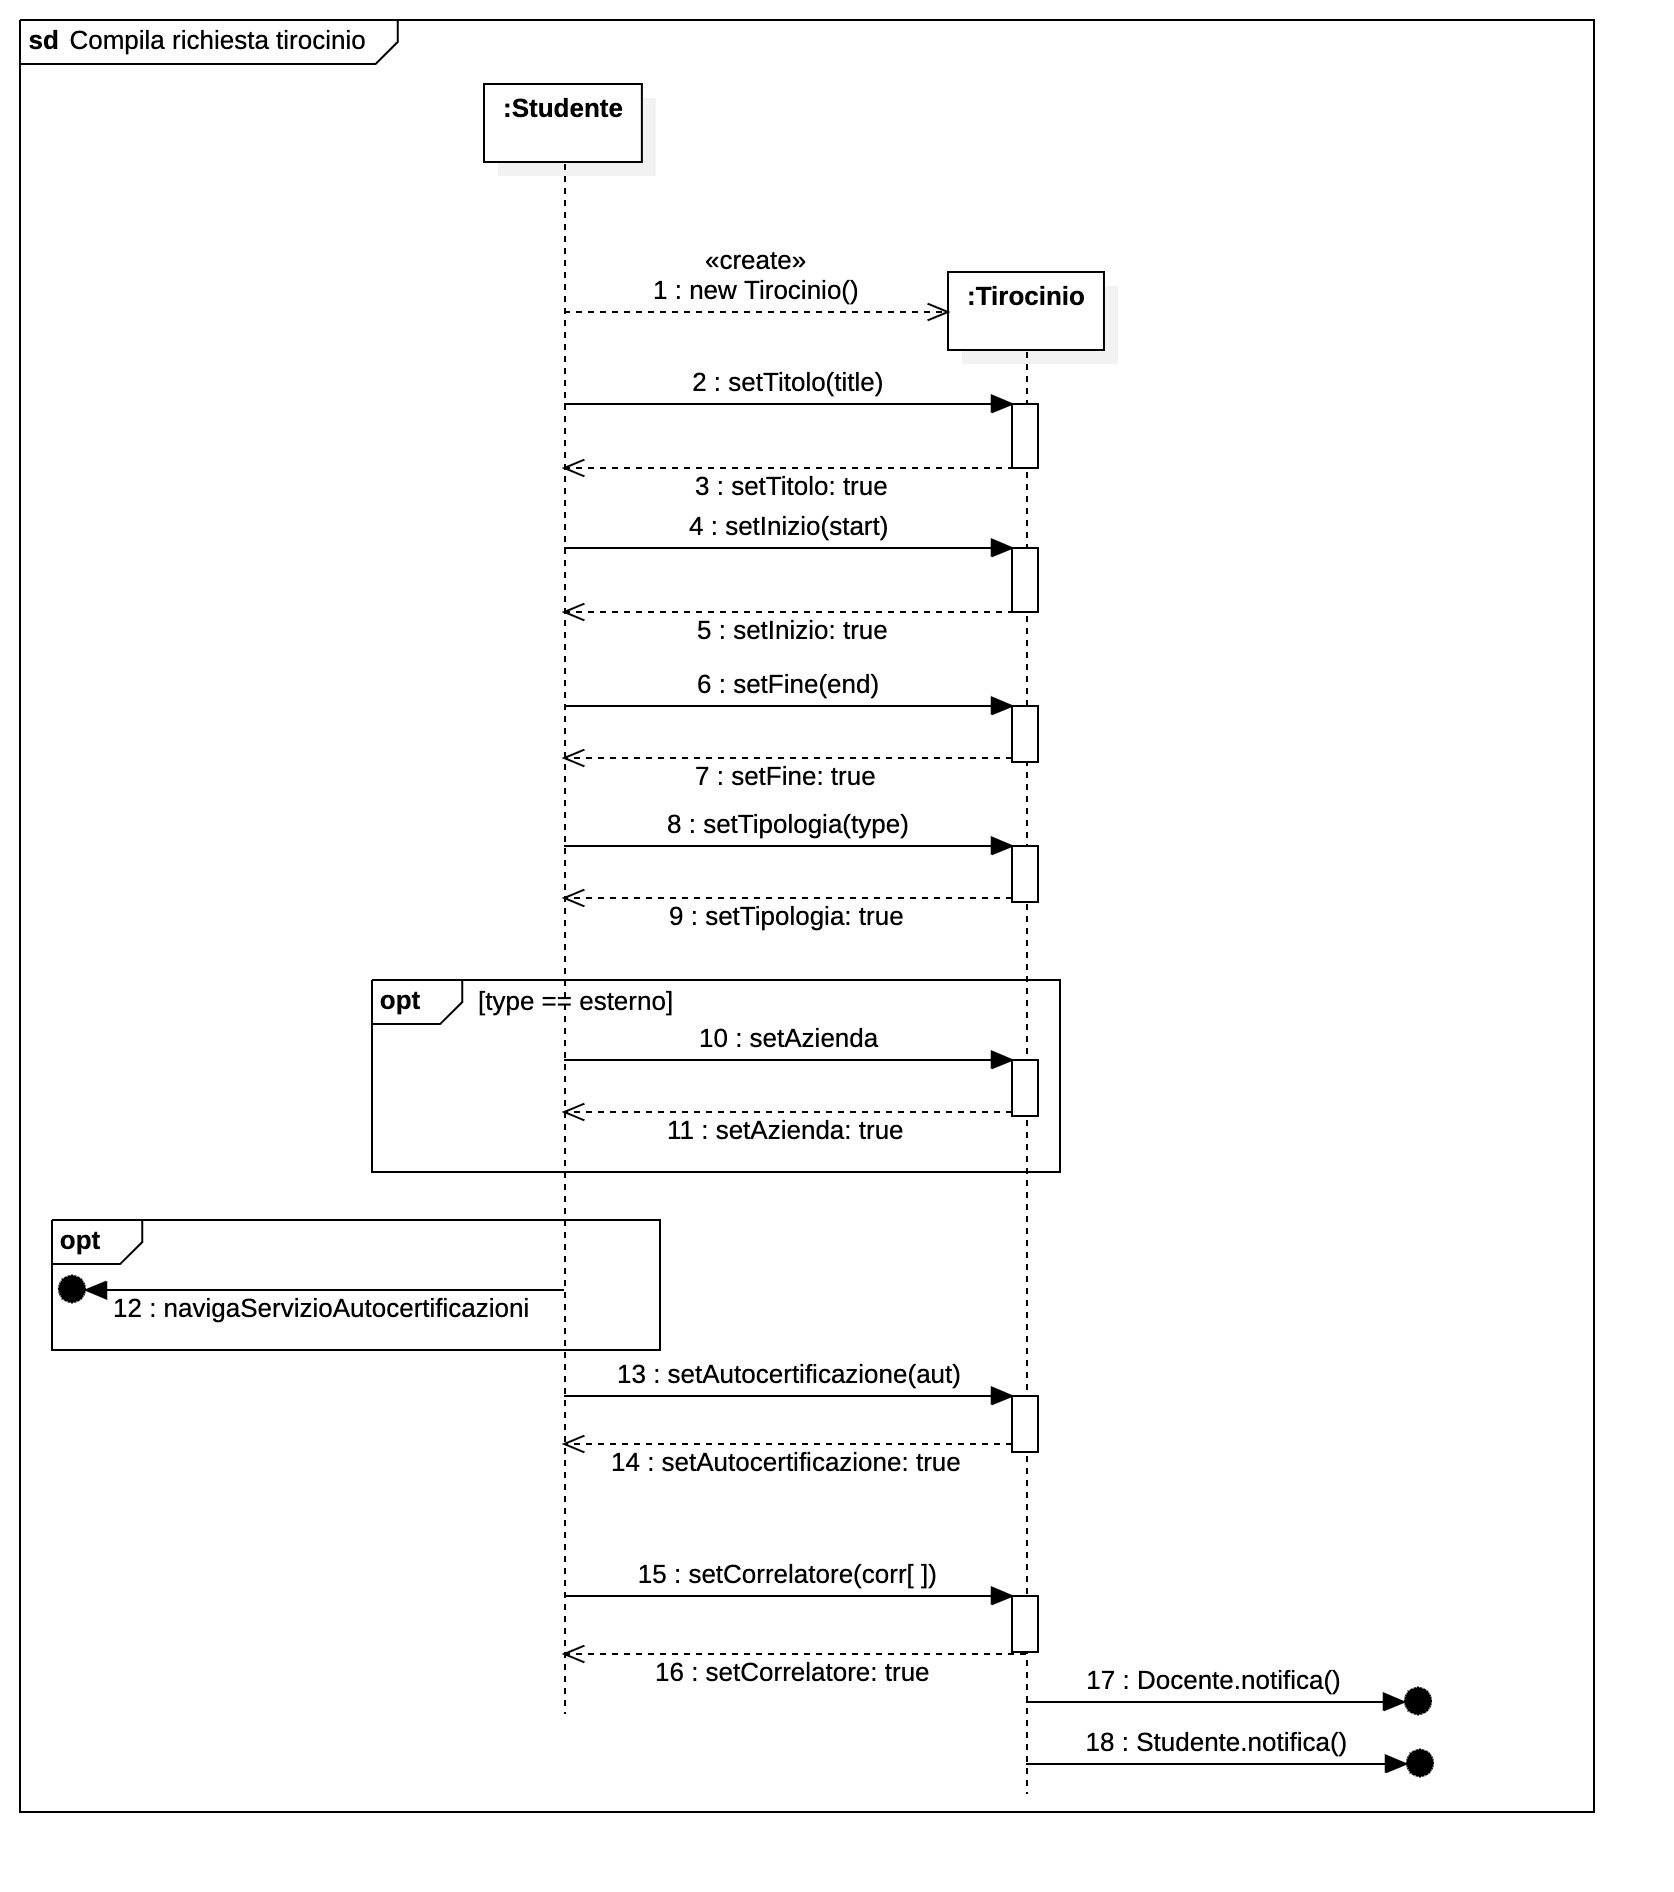 sd Compila richiesta tirocinio
:Studente
«create»
1 : new Tirocinio()
:Tirocinio
2 : setTitolo(title)
3 : setTitolo: true
4 : setInizio(start)
5 : setInizio: true
6 : setFine(end)
7 : setFine: true
8 : setTipologia(type)
9 : setTipologia: true
opt [type == esterno]
10 : setAzienda
11 : setAzienda: true
opt
12 : navigaServizioAutocertificazioni
13 : setAutocertificazione(aut)
14 : setAutocertificazione: true
15 : setCorrelatore(corr[ ])
16 : setCorrelatore: true
17 : Docente.notifica()
18 : Studente.notifica()